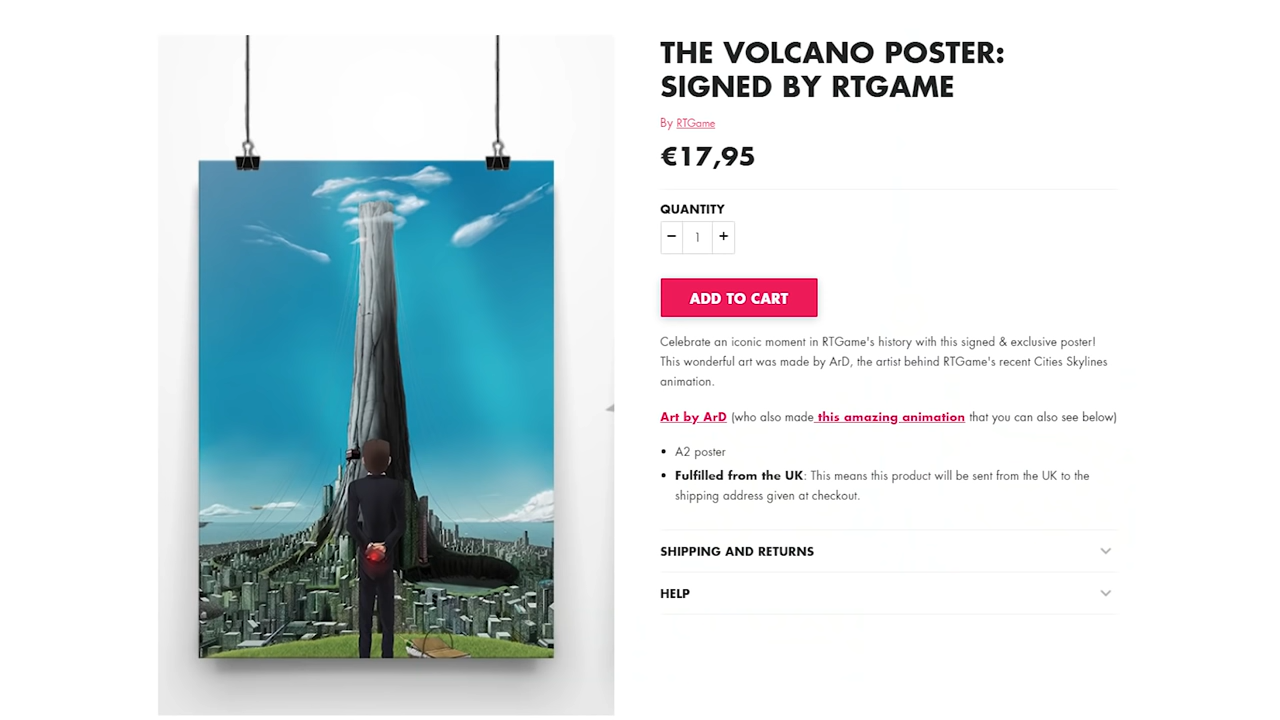 THE VOLCANO POSTER:
SIGNED BY RTGAME
By RTGame
€17,95
QUANTITY
− 1 +
ADD TO CART
Celebrate an iconic moment in RTGame's history with this signed & exclusive poster!
This wonderful art was made by ArD, the artist behind RTGame's recent Cities Skylines
animation.
Art by ArD (who also made this amazing animation that you can also see below)
• A2 poster
• Fulfilled from the UK: This means this product will be sent from the UK to the
shipping address given at checkout.
SHIPPING AND RETURNS
HELP